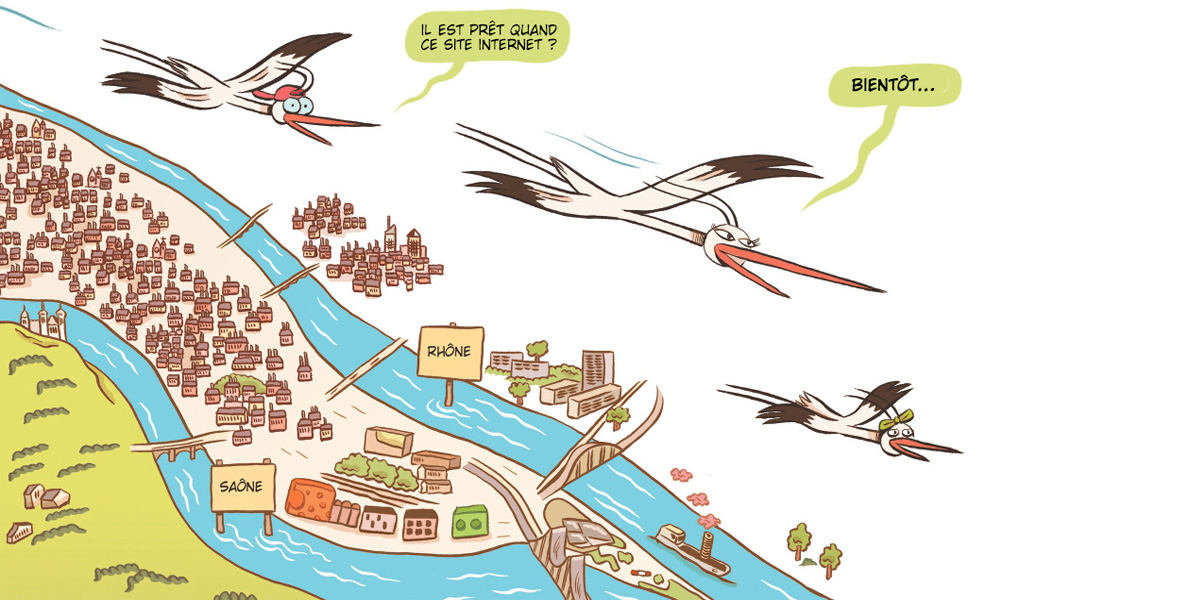 IL EST PRÊT QUAND
CE SITE INTERNET ?
BIENTÔT...
RHÔNE
SAÔNE